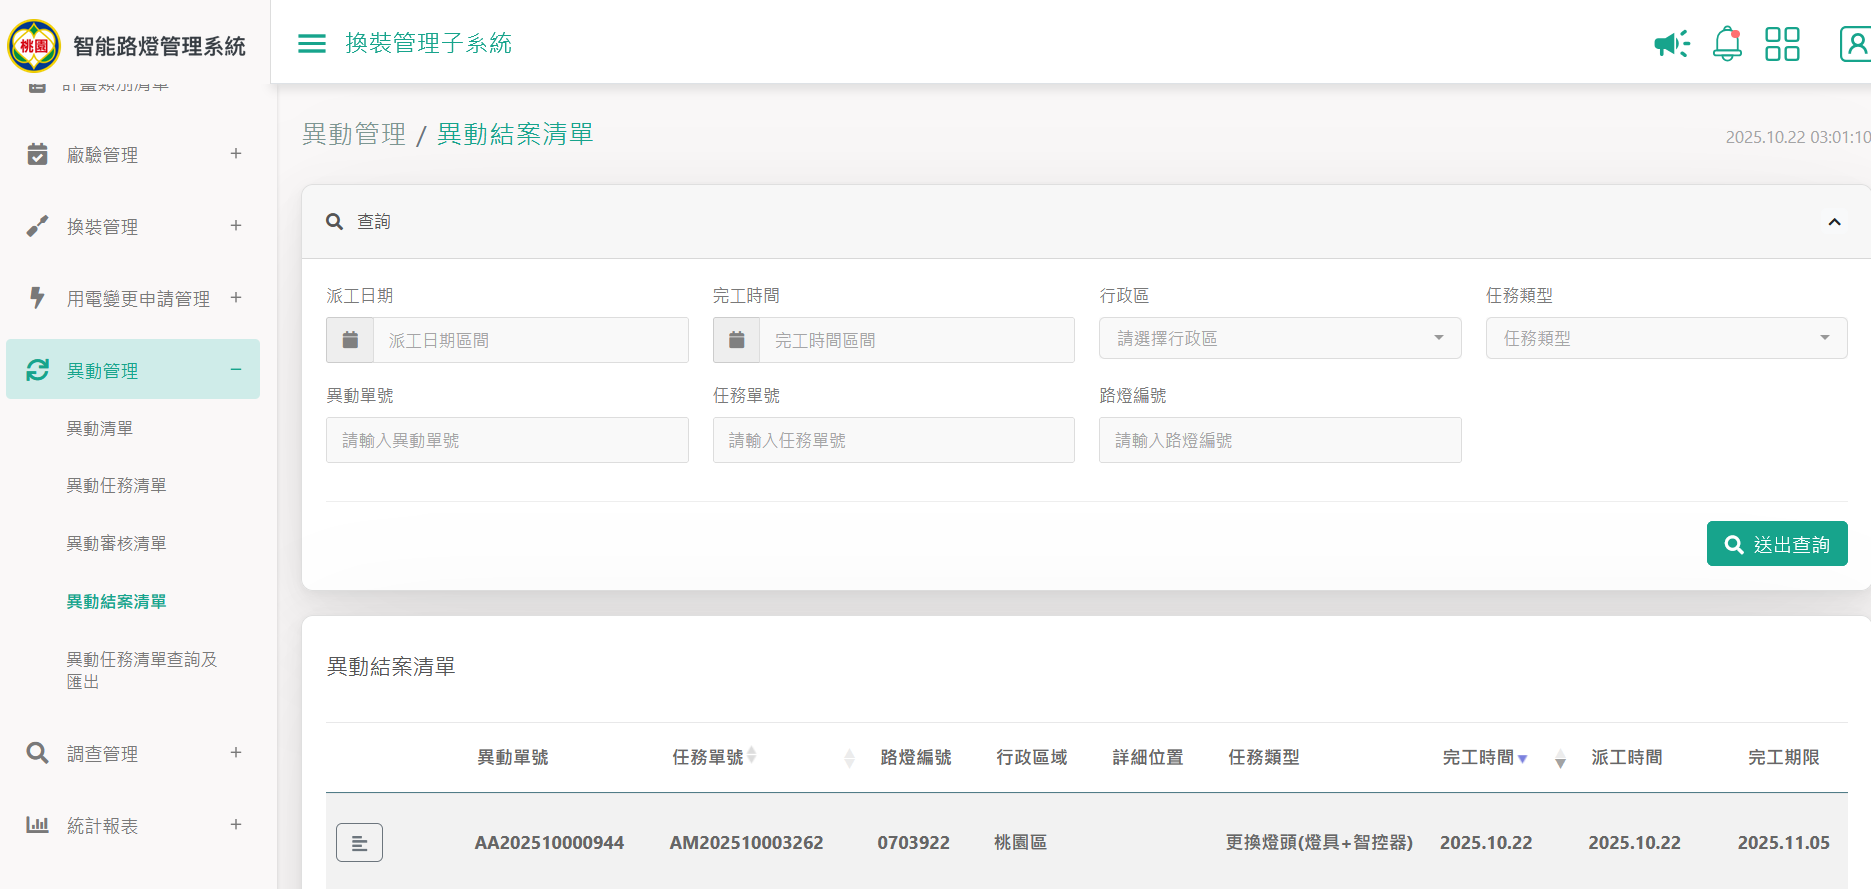 桃園
智能路燈管理系統
換裝管理子系統
計量類別清單
廠驗管理
換裝管理
用電變更申請管理
異動管理
異動清單
異動任務清單
異動審核清單
異動結案清單
異動任務清單查詢及
匯出
調查管理
統計報表
異動管理 / 異動結案清單
2025.10.22 03:01:10
查詢
派工日期 完工時間 行政區 任務類型
派工日期區間 完工時間區間 請選擇行政區 任務類型
異動單號 任務單號 路燈編號
請輸入異動單號 請輸入任務單號 請輸入路燈編號
送出查詢
異動結案清單
異動單號 任務單號 路燈編號 行政區域 詳細位置 任務類型 完工時間 派工時間 完工期限
AA202510000944 AM202510003262 0703922 桃園區 更換燈頭(燈具+智控器) 2025.10.22 2025.10.22 2025.11.05